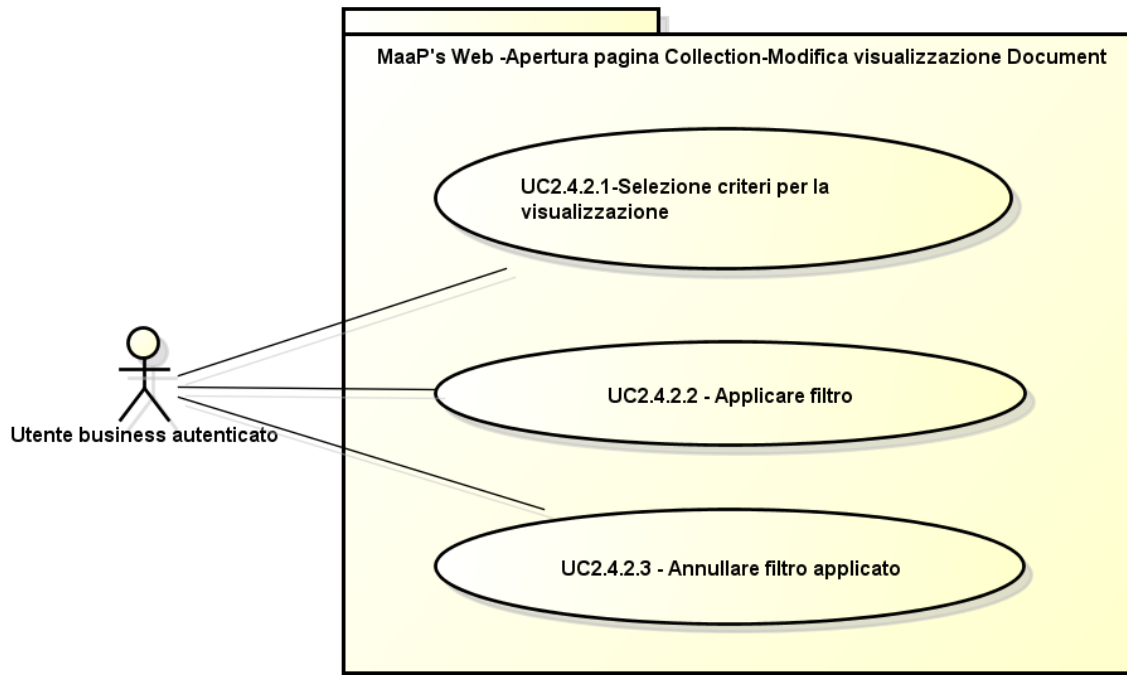 MaaP's Web -Apertura pagina Collection-Modifica visualizzazione Document
UC2.4.2.1-Selezione criteri per la
visualizzazione
UC2.4.2.2 - Applicare filtro
Utente business autenticato
UC2.4.2.3 - Annullare filtro applicato